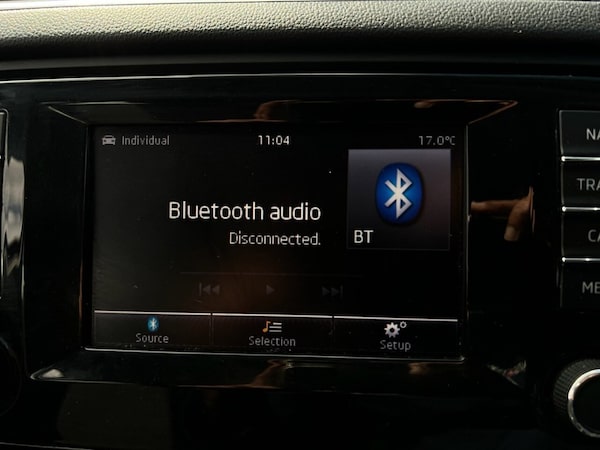 Individual
11:04
17.0°C
Bluetooth audio
Disconnected.
BT
Source
Selection
Setup